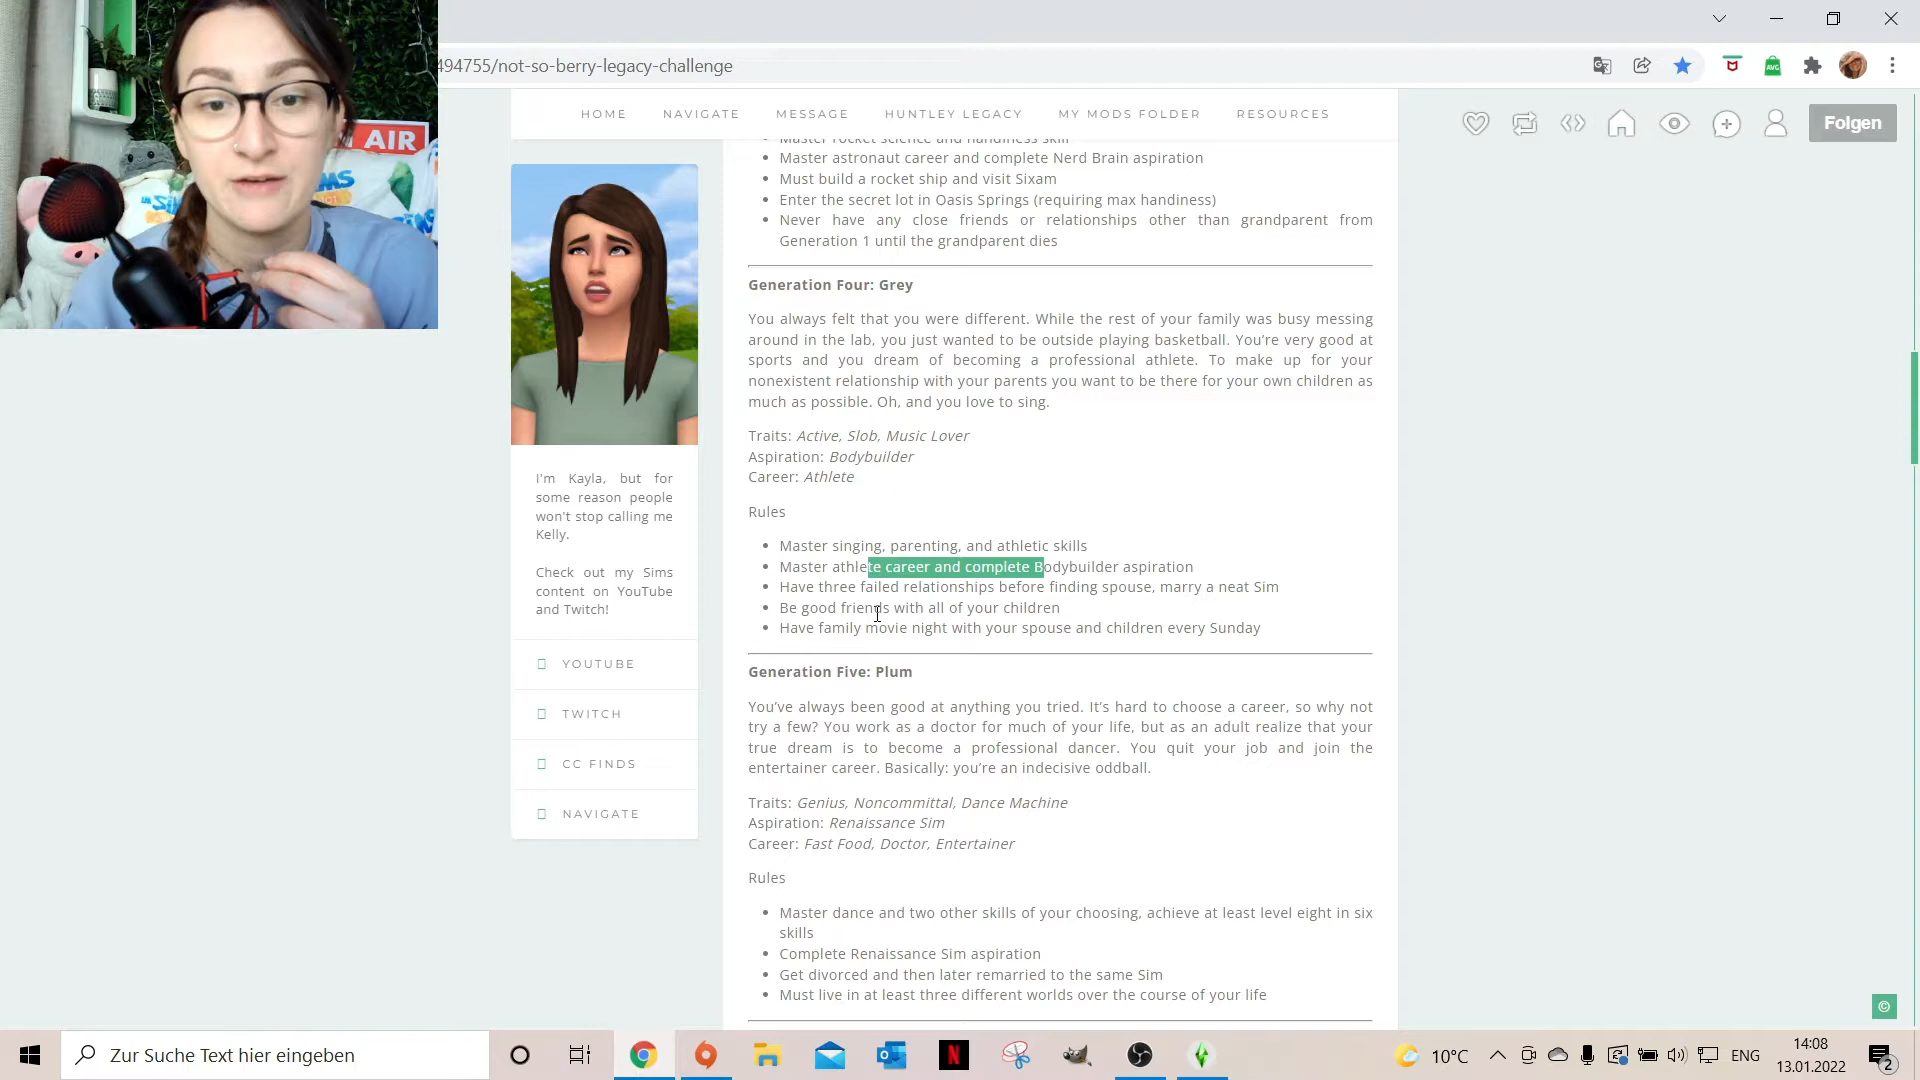 494755/not-so-berry-legacy-challenge
HOME NAVIGATE MESSAGE HUNTLEY LEGACY MY MODS FOLDER RESOURCES
Folgen
AIR
Master rocket science and handiness skill
Master astronaut career and complete Nerd Brain aspiration
Must build a rocket ship and visit Sixam
Enter the secret lot in Oasis Springs (requiring max handiness)
Never have any close friends or relationships other than grandparent from
Generation 1 until the grandparent dies
Generation Four: Grey
You always felt that you were different. While the rest of your family was busy messing
around in the lab, you just wanted to be outside playing basketball. You’re very good at
sports and you dream of becoming a professional athlete. To make up for your
nonexistent relationship with your parents you want to be there for your own children as
much as possible. Oh, and you love to sing.
Traits: Active, Slob, Music Lover
Aspiration: Bodybuilder
Career: Athlete
Rules
Master singing, parenting, and athletic skills
Master athlete career and complete Bodybuilder aspiration
Have three failed relationships before finding spouse, marry a neat Sim
Be good friends with all of your children
Have family movie night with your spouse and children every Sunday
Generation Five: Plum
You’ve always been good at anything you tried. It’s hard to choose a career, so why not
try a few? You work as a doctor for much of your life, but as an adult realize that your
true dream is to become a professional dancer. You quit your job and join the
entertainer career. Basically: you’re an indecisive oddball.
Traits: Genius, Noncommittal, Dance Machine
Aspiration: Renaissance Sim
Career: Fast Food, Doctor, Entertainer
Rules
Master dance and two other skills of your choosing, achieve at least level eight in six
skills
Complete Renaissance Sim aspiration
Get divorced and then later remarried to the same Sim
Must live in at least three different worlds over the course of your life
I'm Kayla, but for
some reason people
won't stop calling me
Kelly.
Check out my Sims
content on YouTube
and Twitch!
YOUTUBE
TWITCH
CC FINDS
NAVIGATE
©
Zur Suche Text hier eingeben
N
10°C
ENG
14:08
13.01.2022
2